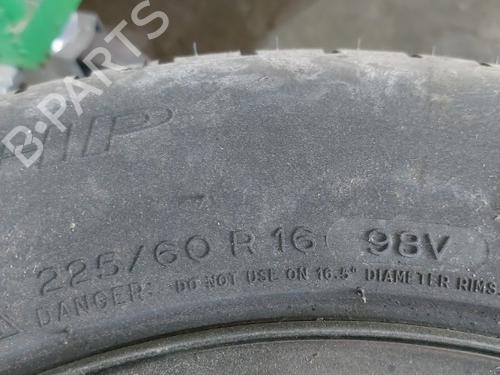 B-PARTS
225/60 R 16 98V
DANGER: DO NOT USE ON 16.5" DIAMETER RIMS.